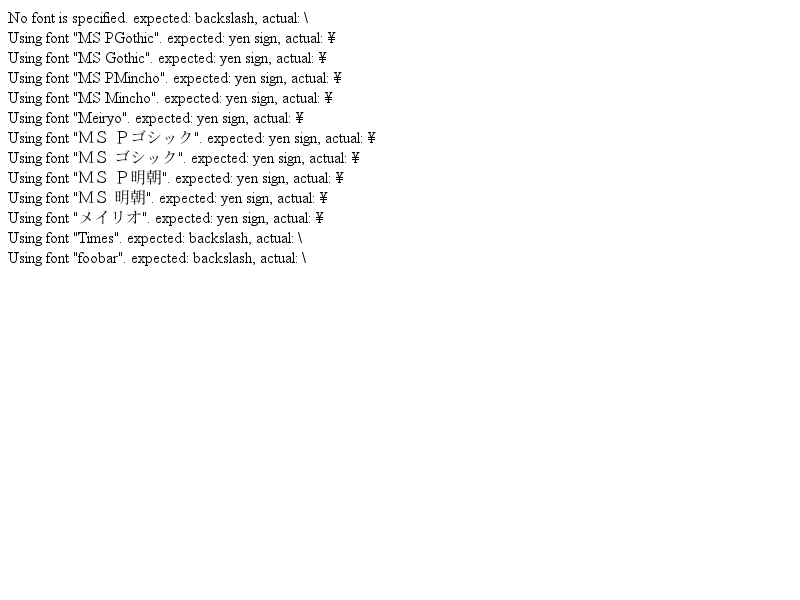 No font is specified. expected: backslash, actual: \
Using font "MS PGothic". expected: yen sign, actual: ¥
Using font "MS Gothic". expected: yen sign, actual: ¥
Using font "MS PMincho". expected: yen sign, actual: ¥
Using font "MS Mincho". expected: yen sign, actual: ¥
Using font "Meiryo". expected: yen sign, actual: ¥
Using font "ＭＳ Ｐゴシック". expected: yen sign, actual: ¥
Using font "ＭＳ ゴシック". expected: yen sign, actual: ¥
Using font "ＭＳ Ｐ明朝". expected: yen sign, actual: ¥
Using font "ＭＳ 明朝". expected: yen sign, actual: ¥
Using font "メイリオ". expected: yen sign, actual: ¥
Using font "Times". expected: backslash, actual: \
Using font "foobar". expected: backslash, actual: \